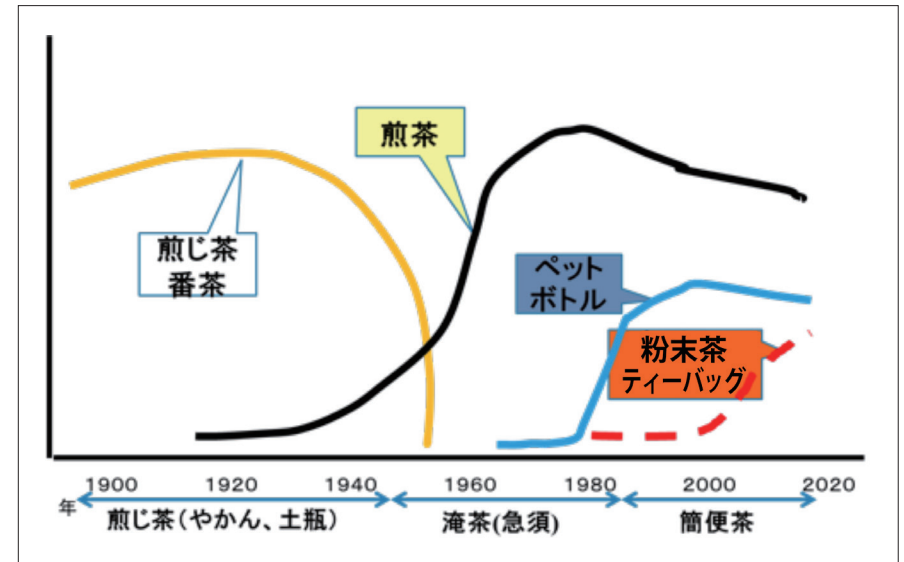 煎茶
煎じ茶
番茶
ペット
ボトル
粉末茶
ティーバッグ
年 1900 1920 1940 1960 1980 2000 2020
煎じ茶(やかん、土瓶) 淹茶(急須) 簡便茶